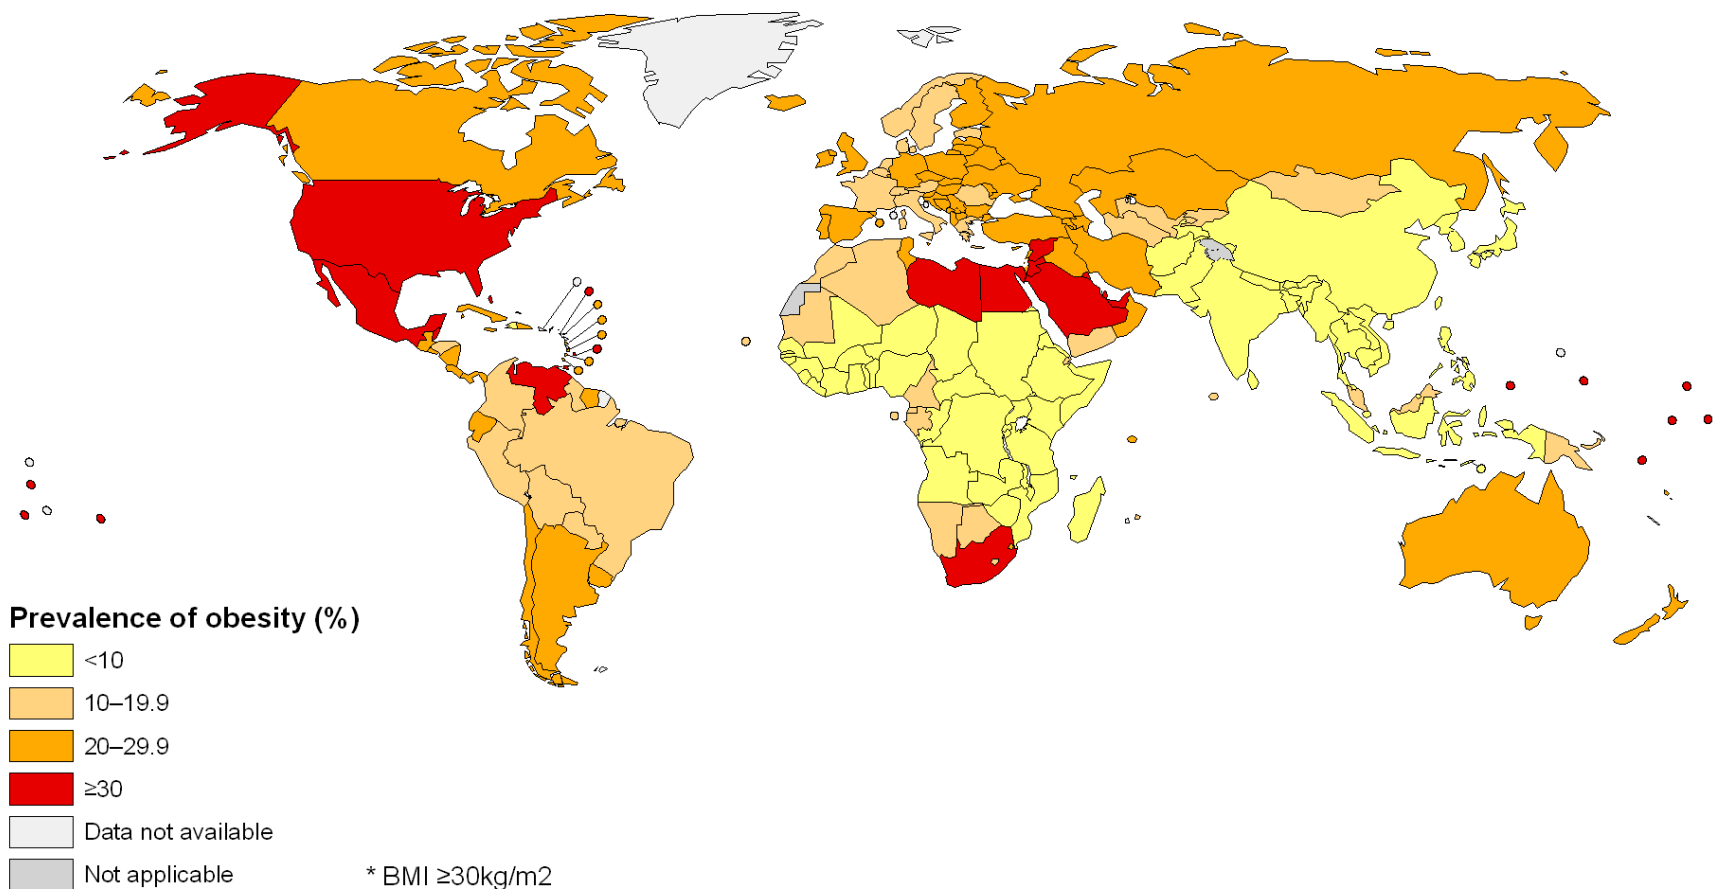 Prevalence of obesity (%)
<10
10–19.9
20–29.9
≥30
Data not available
Not applicable
* BMI ≥30kg/m2